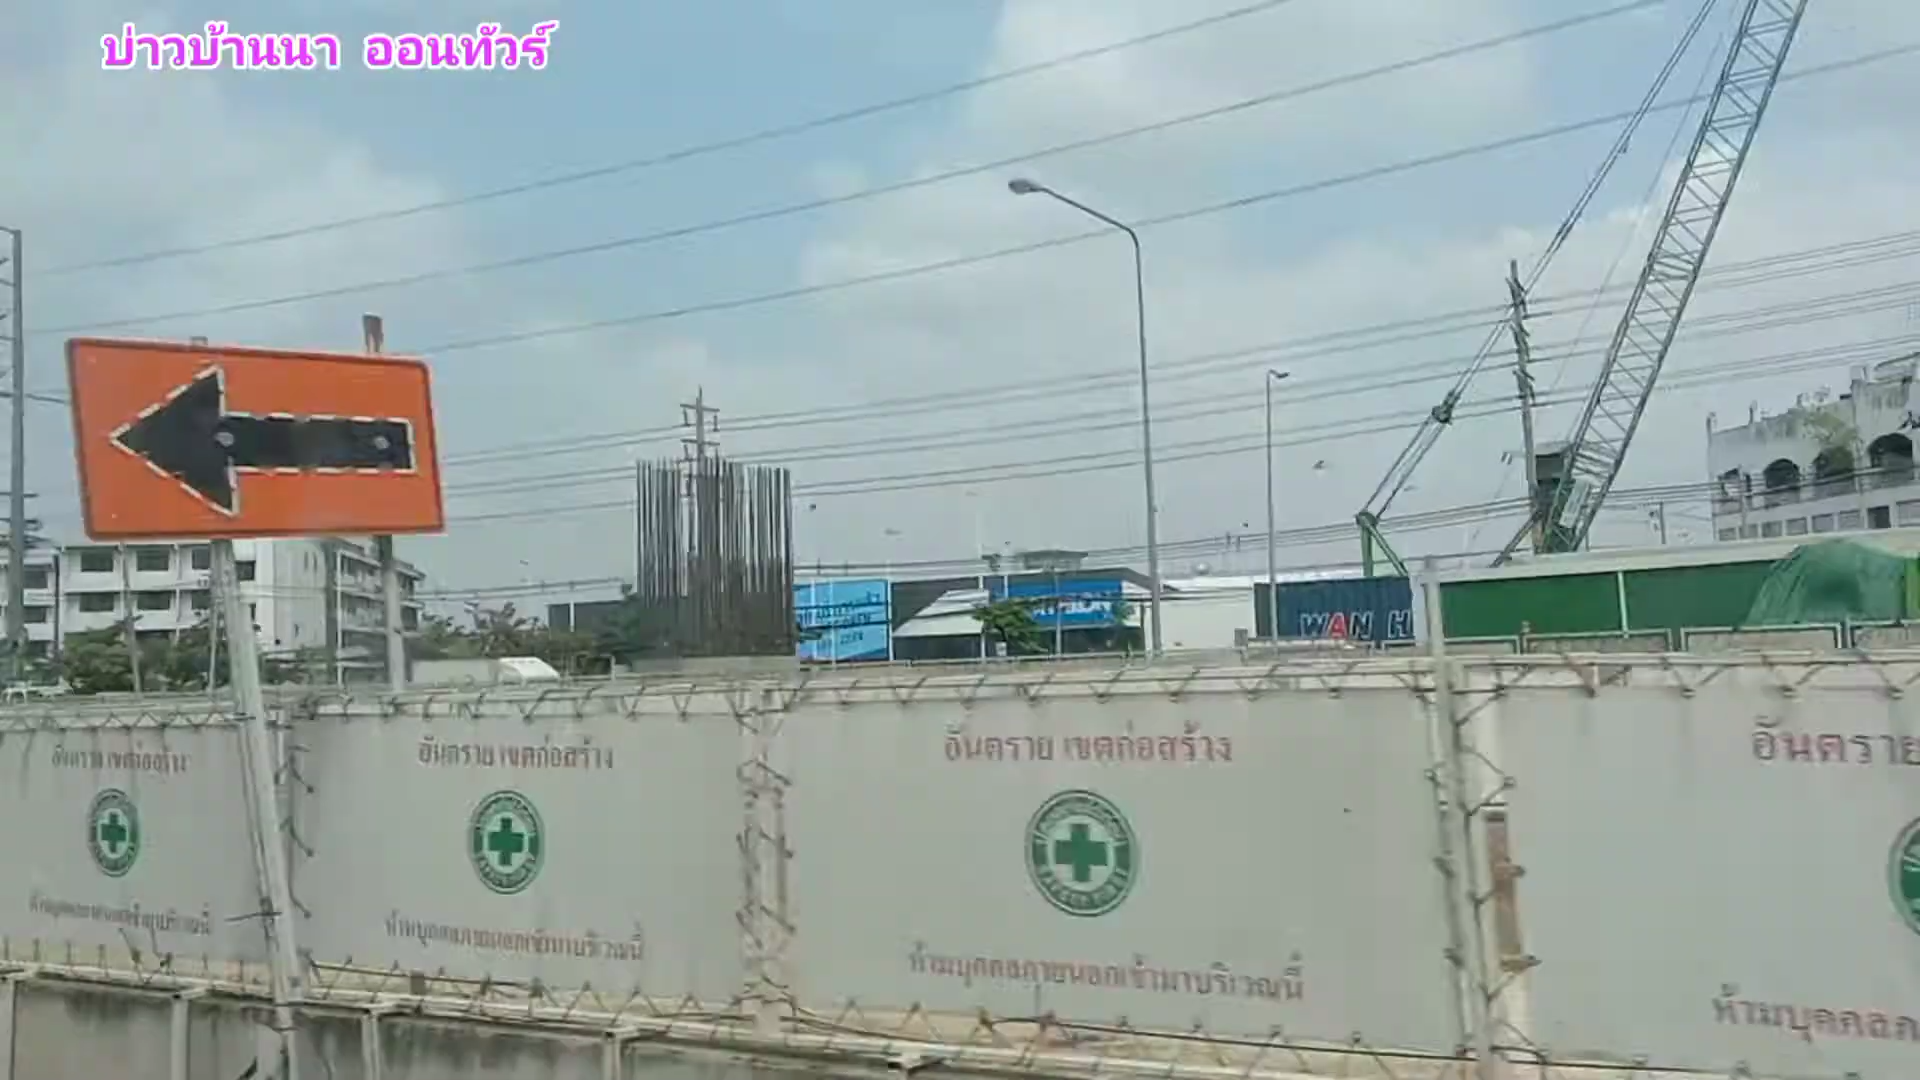 บ่าวบ้านนา ออนทัวร์
WAN H
อันตราย เขตก่อสร้าง
อันตราย เขตก่อสร้าง
อันตราย เขตก่อสร้าง
อันตราย
ห้ามบุคคลภายนอกเข้ามาบริเวณนี้
ห้ามบุคคลภายนอกเข้ามาบริเวณนี้
ห้ามบุคคลภายนอกเข้ามาบริเวณนี้
ห้ามบุคคลภ